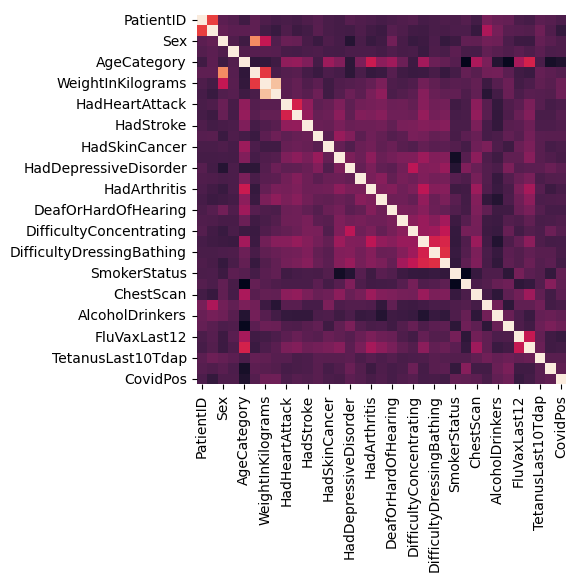 PatientID
Sex
AgeCategory
WeightInKilograms
HadHeartAttack
HadStroke
HadSkinCancer
HadDepressiveDisorder
HadArthritis
DeafOrHardOfHearing
DifficultyConcentrating
DifficultyDressingBathing
SmokerStatus
ChestScan
AlcoholDrinkers
FluVaxLast12
TetanusLast10Tdap
CovidPos
PatientID
Sex
AgeCategory
WeightInKilograms
HadHeartAttack
HadStroke
HadSkinCancer
HadDepressiveDisorder
HadArthritis
DeafOrHardOfHearing
DifficultyConcentrating
DifficultyDressingBathing
SmokerStatus
ChestScan
AlcoholDrinkers
FluVaxLast12
TetanusLast10Tdap
CovidPos